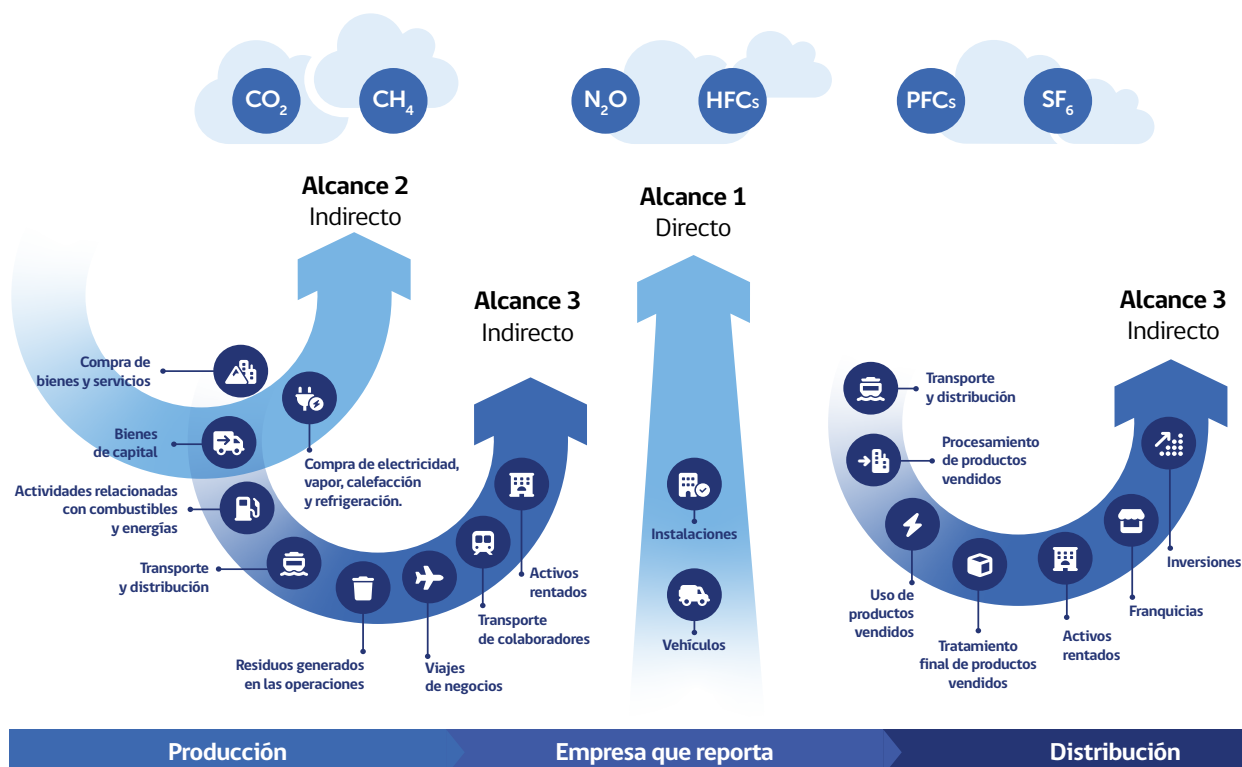 CO2
CH4
N2O
HFCs
PFCs
SF6
Alcance 2
Indirecto
Alcance 1
Directo
Alcance 3
Indirecto
Alcance 3
Indirecto
Compra de
bienes y servicios
Bienes
de capital
Compra de electricidad,
vapor, calefacción
y refrigeración.
Actividades relacionadas
con combustibles
y energías
Transporte
y distribución
Residuos generados
en las operaciones
Viajes
de negocios
Transporte
de colaboradores
Activos
rentados
Instalaciones
Vehículos
Transporte
y distribución
Procesamiento
de productos
vendidos
Uso de
productos
vendidos
Tratamiento
final de productos
vendidos
Activos
rentados
Franquicias
Inversiones
Producción
Empresa que reporta
Distribución